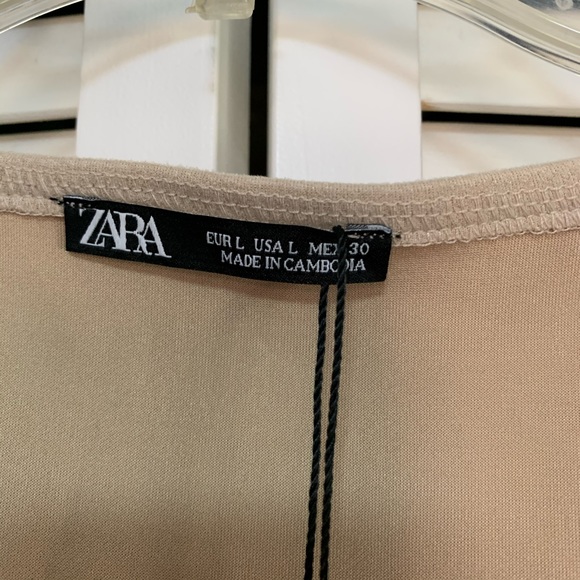 ZARA
EUR L USA L MEX 30
MADE IN CAMBODIA